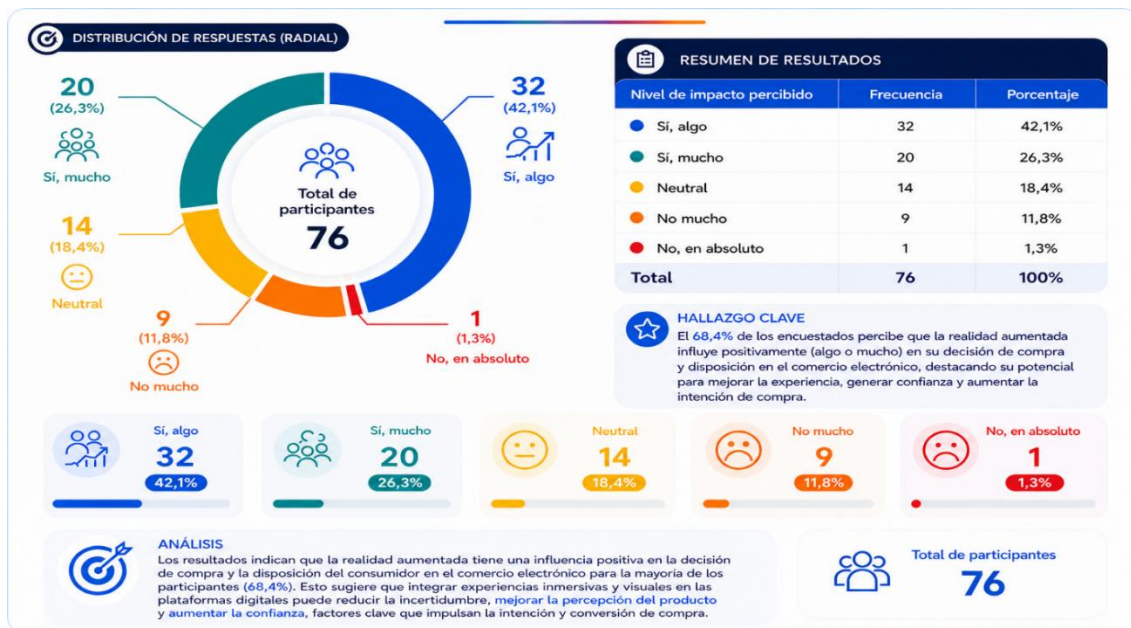 DISTRIBUCIÓN DE RESPUESTAS (RADIAL)
20
(26,3%)
Sí, mucho
32
(42,1%)
Sí, algo
Total de
participantes
76
14
(18,4%)
Neutral
9
(11,8%)
No mucho
1
(1,3%)
No, en absoluto
RESUMEN DE RESULTADOS
Nivel de impacto percibido Frecuencia Porcentaje
Sí, algo 32 42,1%
Sí, mucho 20 26,3%
Neutral 14 18,4%
No mucho 9 11,8%
No, en absoluto 1 1,3%
Total 76 100%
HALLAZGO CLAVE
El 68,4% de los encuestados percibe que la realidad aumentada
influye positivamente (algo o mucho) en su decisión de compra
y disposición en el comercio electrónico, destacando su potencial
para mejorar la experiencia, generar confianza y aumentar la
intención de compra.
Sí, algo
32
42,1%
Sí, mucho
20
26,3%
Neutral
14
18,4%
No mucho
9
11,8%
No, en absoluto
1
1,3%
ANÁLISIS
Los resultados indican que la realidad aumentada tiene una influencia positiva en la decisión
de compra y la disposición del consumidor en el comercio electrónico para la mayoría de los
participantes (68,4%). Esto sugiere que integrar experiencias inmersivas y visuales en las
plataformas digitales puede reducir la incertidumbre, mejorar la percepción del producto
y aumentar la confianza, factores clave que impulsan la intención y conversión de compra.
Total de participantes
76